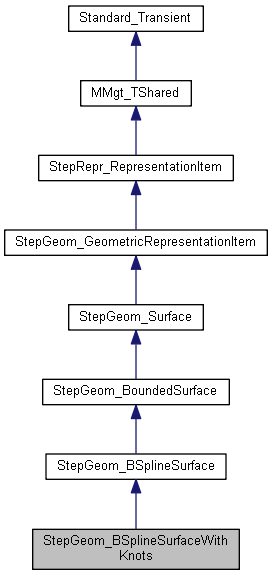 Standard_Transient
MMgt_TShared
StepRepr_RepresentationItem
StepGeom_GeometricRepresentationItem
StepGeom_Surface
StepGeom_BoundedSurface
StepGeom_BSplineSurface
StepGeom_BSplineSurfaceWith
Knots